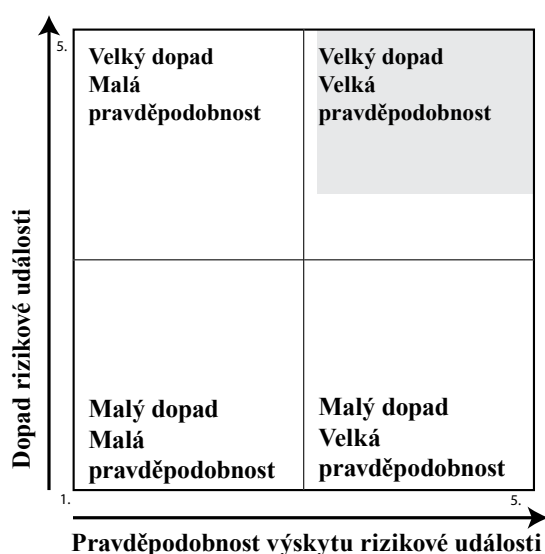 5.
Velký dopad
Malá
pravděpodobnost
Velký dopad
Velká
pravděpodobnost
Dopad rizikové události
Malý dopad
Malá
pravděpodobnost
Malý dopad
Velká
pravděpodobnost
1.
5.
Pravděpodobnost výskytu rizikové události